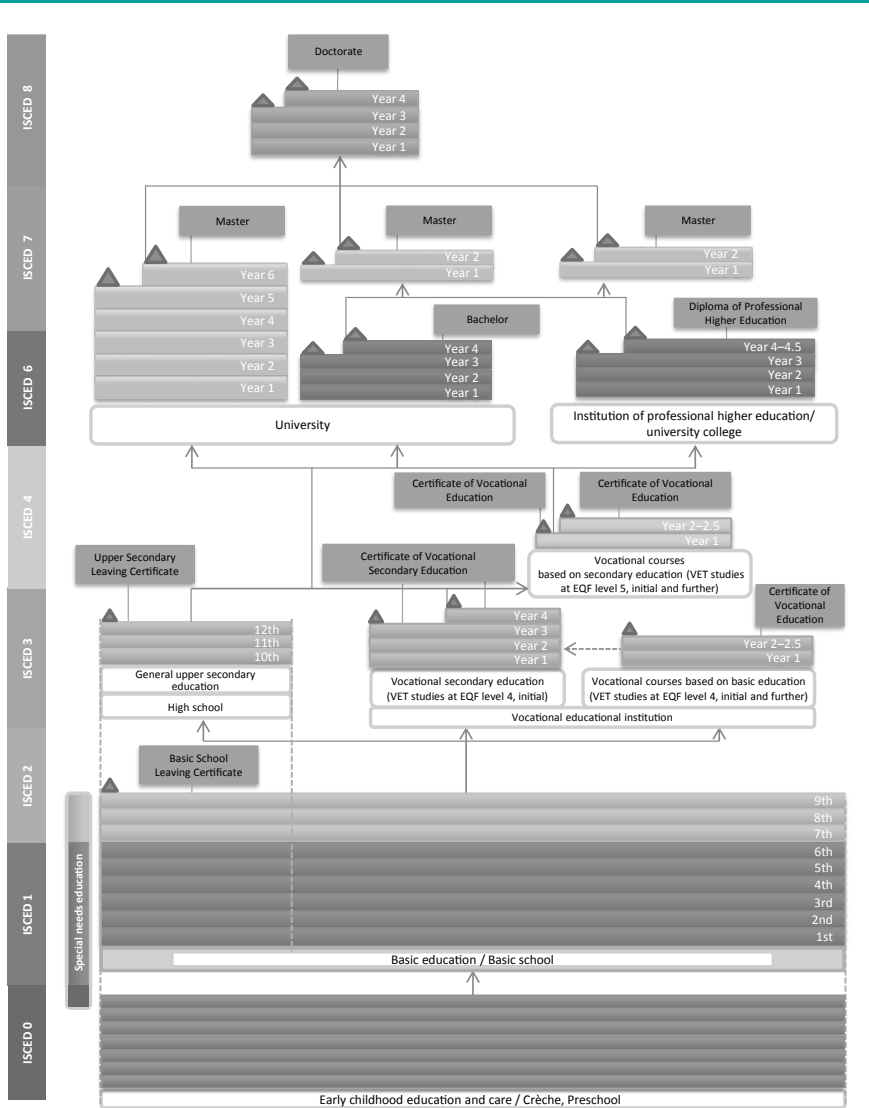 Doctorate
ISCED 8
Year 4
Year 3
Year 2
Year 1
ISCED 7
Master
Master
Master
Year 6
Year 5
Year 4
Year 3
Year 2
Year 1
Year 2
Year 1
Year 2
Year 1
ISCED 6
Bachelor
Diploma of Professional
Higher Education
Year 4
Year 3
Year 2
Year 1
Year 4–4.5
Year 3
Year 2
Year 1
University
Institution of professional higher education/
university college
ISCED 4
Certificate of Vocational
Education
Certificate of Vocational
Education
Year 2–2.5
Year 1
Vocational courses
based on secondary education (VET studies
at EQF level 5, initial and further)
Upper Secondary
Leaving Certificate
Certificate of Vocational
Secondary Education
Certificate of
Vocational
Education
ISCED 3
12th
11th
10th
Year 4
Year 3
Year 2
Year 1
Year 2–2.5
Year 1
General upper secondary
education
High school
Vocational secondary education
(VET studies at EQF level 4, initial)
Vocational courses based on basic education
(VET studies at EQF level 4, initial and further)
Vocational educational institution
ISCED 2
Basic School
Leaving Certificate
9th
8th
7th
ISCED 1
Special needs education
6th
5th
4th
3rd
2nd
1st
Basic education / Basic school
ISCED 0
Early childhood education and care / Crèche, Preschool